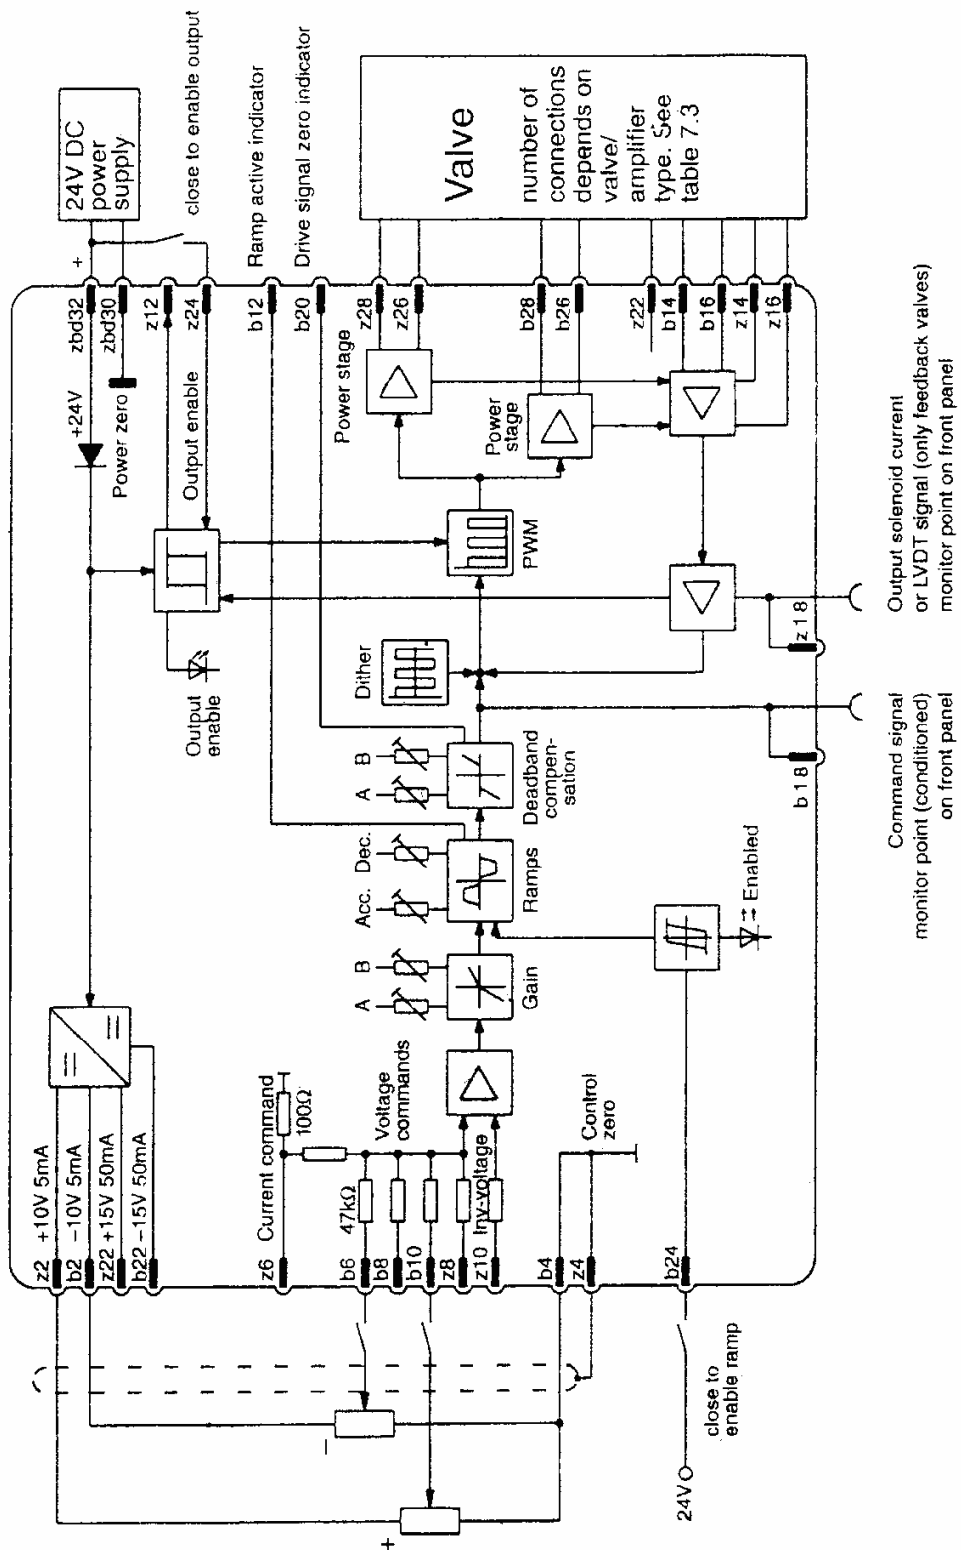 24V DC
power
supply
+
close to enable output
Ramp active indicator
Drive signal zero indicator
Valve
number of
connections
depends on
valve/
amplifier
type. See
table 7.3
zbd32
zbd30
z12
z24
b12
b20
z28
z26
b28
b26
z22
b14
b16
z14
z16
+24V
Power zero
Output enable
Power stage
Power
stage
PWM
Dither
Output
enable
A
B
Deadband
compen-
sation
Acc.
Dec.
Ramps
A
B
Gain
Enabled
z18
b18
Output solenoid current
or LVDT signal (only feedback valves)
monitor point on front panel
Command signal
monitor point (conditioned)
on front panel
+10V 5mA
−10V 5mA
+15V 50mA
−15V 50mA
z2
b2
z22
b22
Current command
100Ω
47kΩ
Voltage
commands
Inv-voltage
Control
zero
z6
b6
b8
b10
z8
z10
b4
z4
b24
−
+
close to
enable ramp
24V